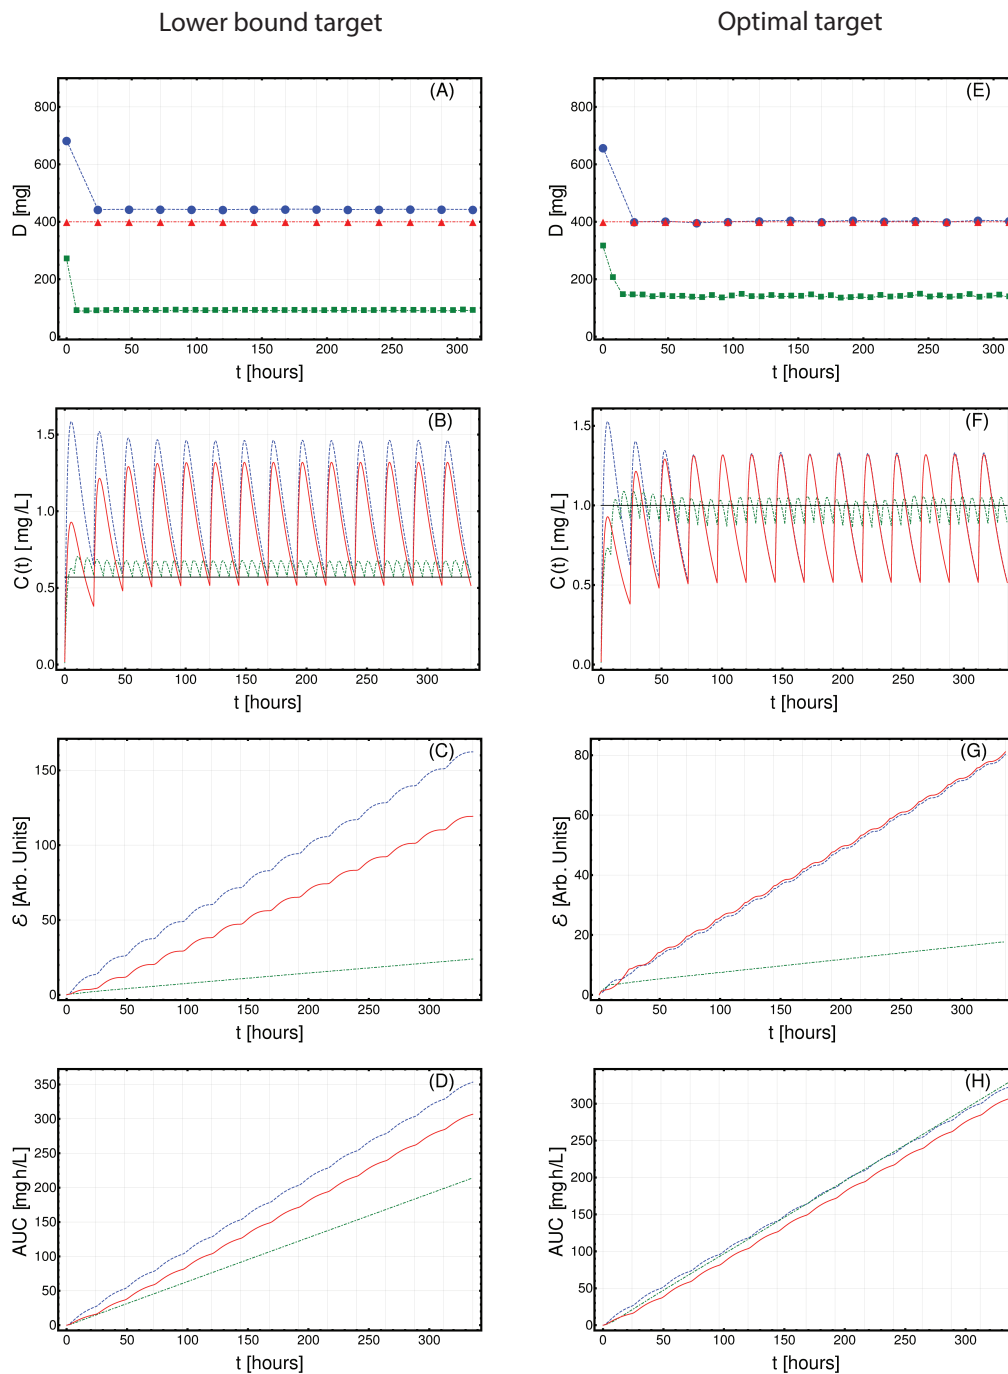 Lower bound target
Optimal target
(A)
800
600
400
200
0
D [mg]
0 50 100 150 200 250 300
t [hours]
(E)
800
600
400
200
0
D [mg]
0 50 100 150 200 250 300
t [hours]
(B)
1.5
1.0
0.5
0.0
C(t) [mg/L]
0 50 100 150 200 250 300
t [hours]
(F)
1.5
1.0
0.5
0.0
C(t) [mg/L]
0 50 100 150 200 250 300
t [hours]
(C)
150
100
50
0
ℰ [Arb. Units]
0 50 100 150 200 250 300
t [hours]
(G)
80
60
40
20
0
ℰ [Arb. Units]
0 50 100 150 200 250 300
t [hours]
(D)
350
300
250
200
150
100
50
0
AUC [mg h/L]
0 50 100 150 200 250 300
t [hours]
(H)
300
250
200
150
100
50
0
AUC [mg h/L]
0 50 100 150 200 250 300
t [hours]